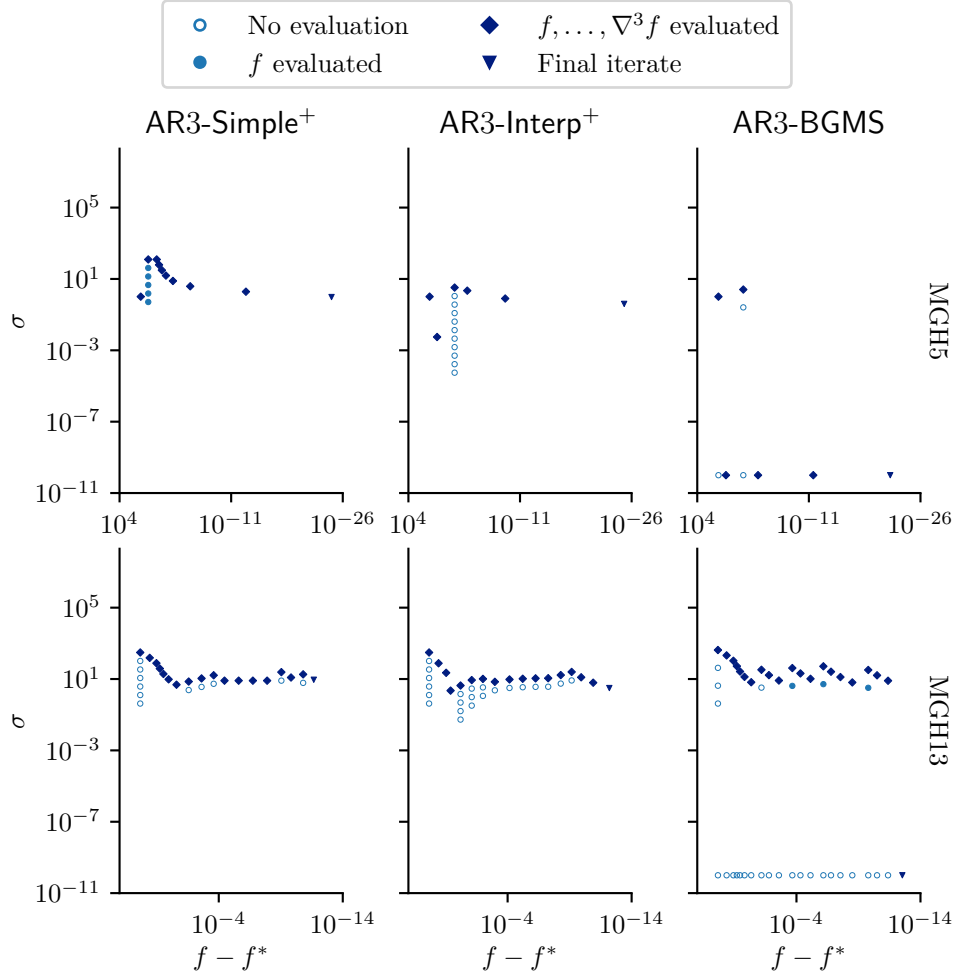 No evaluation
f evaluated
f, …, ∇³f evaluated
Final iterate
AR3-Simple⁺ AR3-Interp⁺ AR3-BGMS
10⁵
10¹
10⁻³
10⁻⁷
10⁻¹¹
σ
MGH5
10⁴ 10⁻¹¹ 10⁻²⁶ 10⁴ 10⁻¹¹ 10⁻²⁶ 10⁴ 10⁻¹¹ 10⁻²⁶
10⁵
10¹
10⁻³
10⁻⁷
10⁻¹¹
σ
MGH13
10⁻⁴ 10⁻¹⁴ 10⁻⁴ 10⁻¹⁴ 10⁻⁴ 10⁻¹⁴
f − f* f − f* f − f*